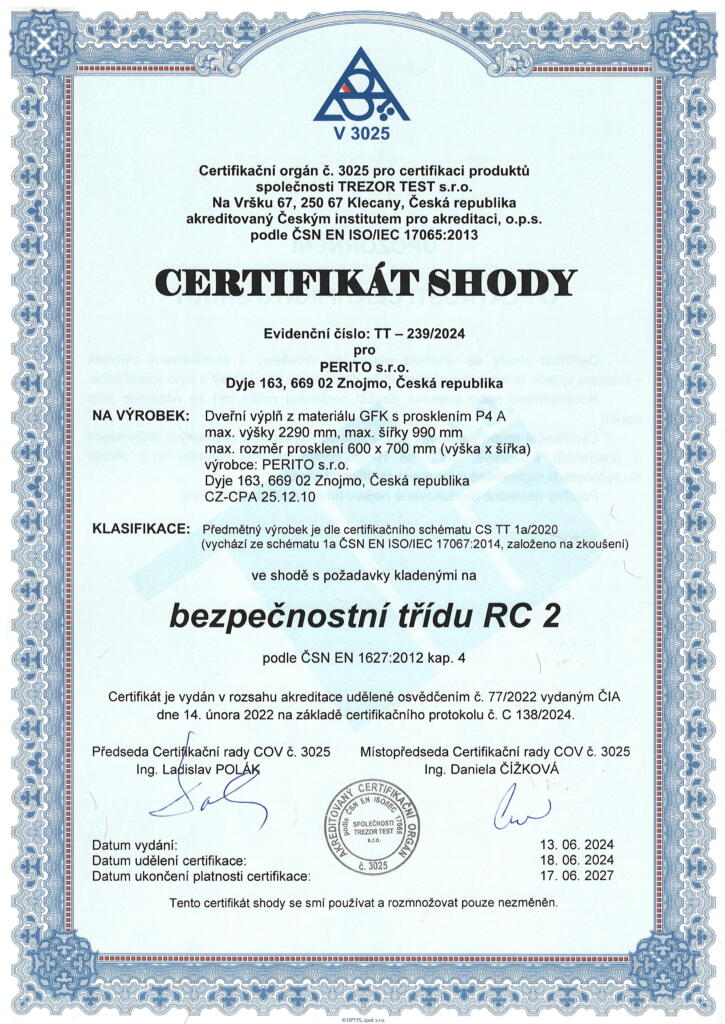 V 3025
Certifikační orgán č. 3025 pro certifikaci produktů
společnosti TREZOR TEST s.r.o.
Na Vršku 67, 250 67 Klecany, Česká republika
akreditovaný Českým institutem pro akreditaci, o.p.s.
podle ČSN EN ISO/IEC 17065:2013
CERTIFIKÁT SHODY
Evidenční číslo: TT – 239/2024
pro
PERITO s.r.o.
Dyje 163, 669 02 Znojmo, Česká republika
NA VÝROBEK: Dveřní výplň z materiálu GFK s prosklením P4 A
max. výšky 2290 mm, max. šířky 990 mm
max. rozměr prosklení 600 x 700 mm (výška x šířka)
výrobce: PERITO s.r.o.
Dyje 163, 669 02 Znojmo, Česká republika
CZ-CPA 25.12.10
KLASIFIKACE: Předmětný výrobek je dle certifikačního schématu CS TT 1a/2020
(vychází ze schématu 1a ČSN EN ISO/IEC 17067:2014, založeno na zkoušení)
ve shodě s požadavky kladenými na
bezpečnostní třídu RC 2
podle ČSN EN 1627:2012 kap. 4
Certifikát je vydán v rozsahu akreditace udělené osvědčením č. 77/2022 vydaným ČIA
dne 14. února 2022 na základě certifikačního protokolu č. C 138/2024.
Předseda Certifikační rady COV č. 3025 Místopředseda Certifikační rady COV č. 3025
Ing. Ladislav POLÁK Ing. Daniela ČÍŽKOVÁ
AKREDITOVANÝ CERTIFIKAČNÍ ORGÁN
podle ČSN EN ISO/IEC 17065
SPOLEČNOSTI
TREZOR TEST
s.r.o.
č. 3025
Datum vydání: 13. 06. 2024
Datum udělení certifikace: 18. 06. 2024
Datum ukončení platnosti certifikace: 17. 06. 2027
Tento certifikát shody se smí používat a rozmnožovat pouze nezměněn.
© OPTYS, spol. s r.o.